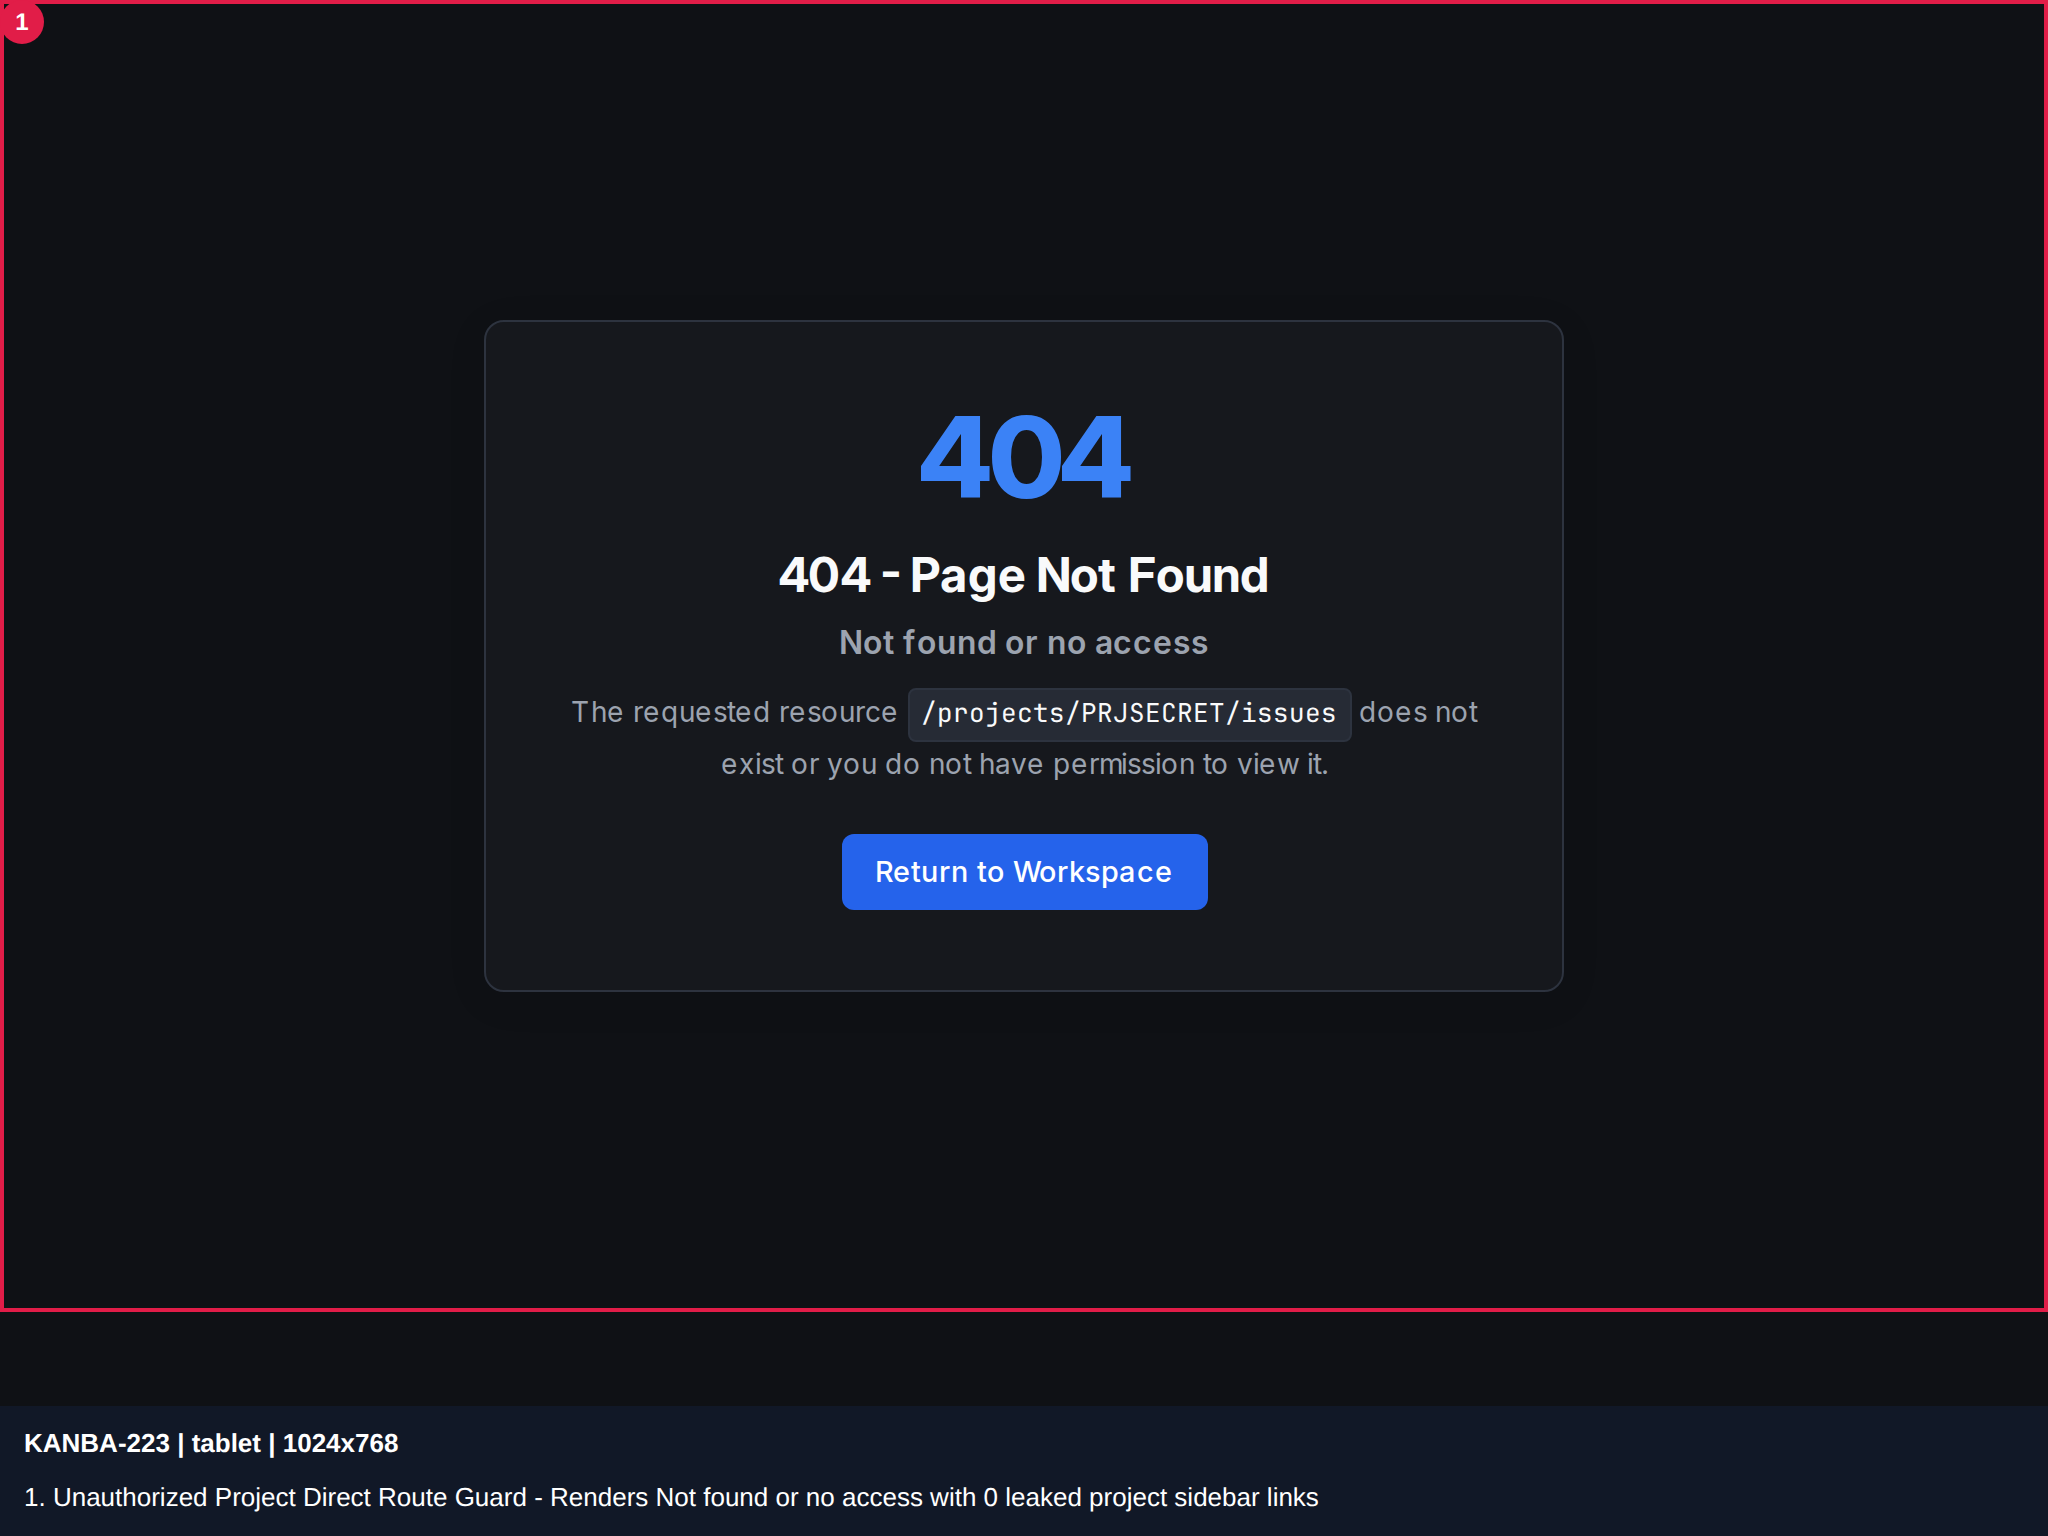 1
404
404 - Page Not Found
Not found or no access
The requested resource /projects/PRJSECRET/issues does not
exist or you do not have permission to view it.
Return to Workspace
KANBA-223 | tablet | 1024x768
1. Unauthorized Project Direct Route Guard - Renders Not found or no access with 0 leaked project sidebar links